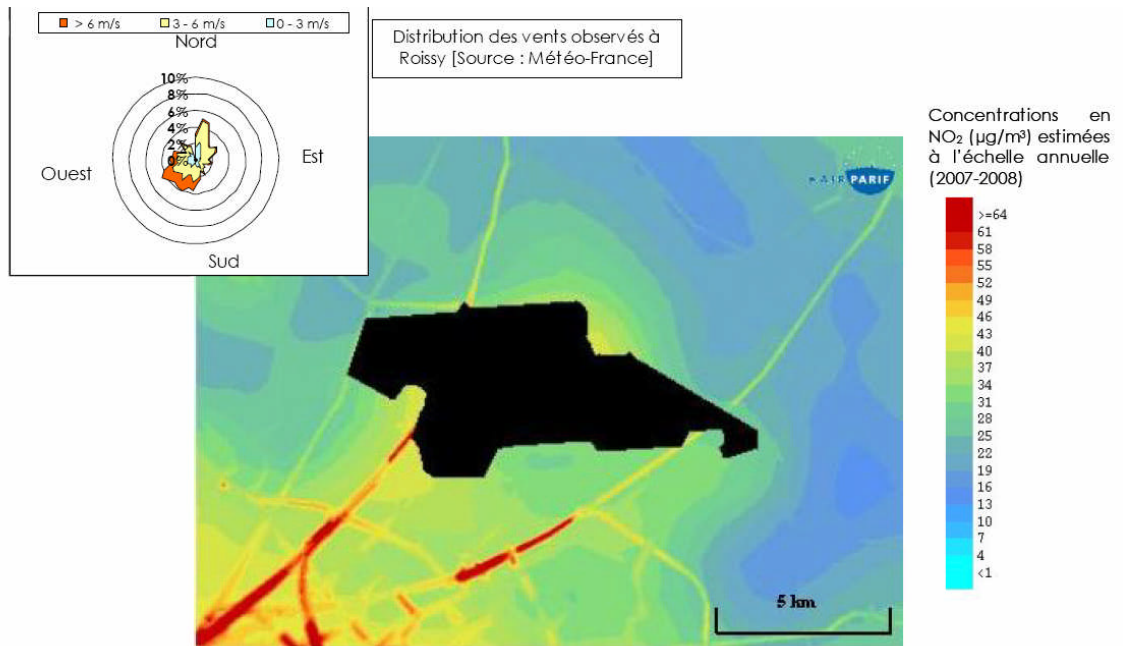 > 6 m/s 3 - 6 m/s 0 - 3 m/s
Nord
10%
8%
6%
4%
2%
0%
Est
Ouest
Sud
Distribution des vents observés à
Roissy [Source : Météo-France]
AIRPARIF
Concentrations en
NO₂ (µg/m³) estimées
à l'échelle annuelle
(2007-2008)
>=64
61
58
55
52
49
46
43
40
37
34
31
28
25
22
19
16
13
10
7
4
<1
5 km